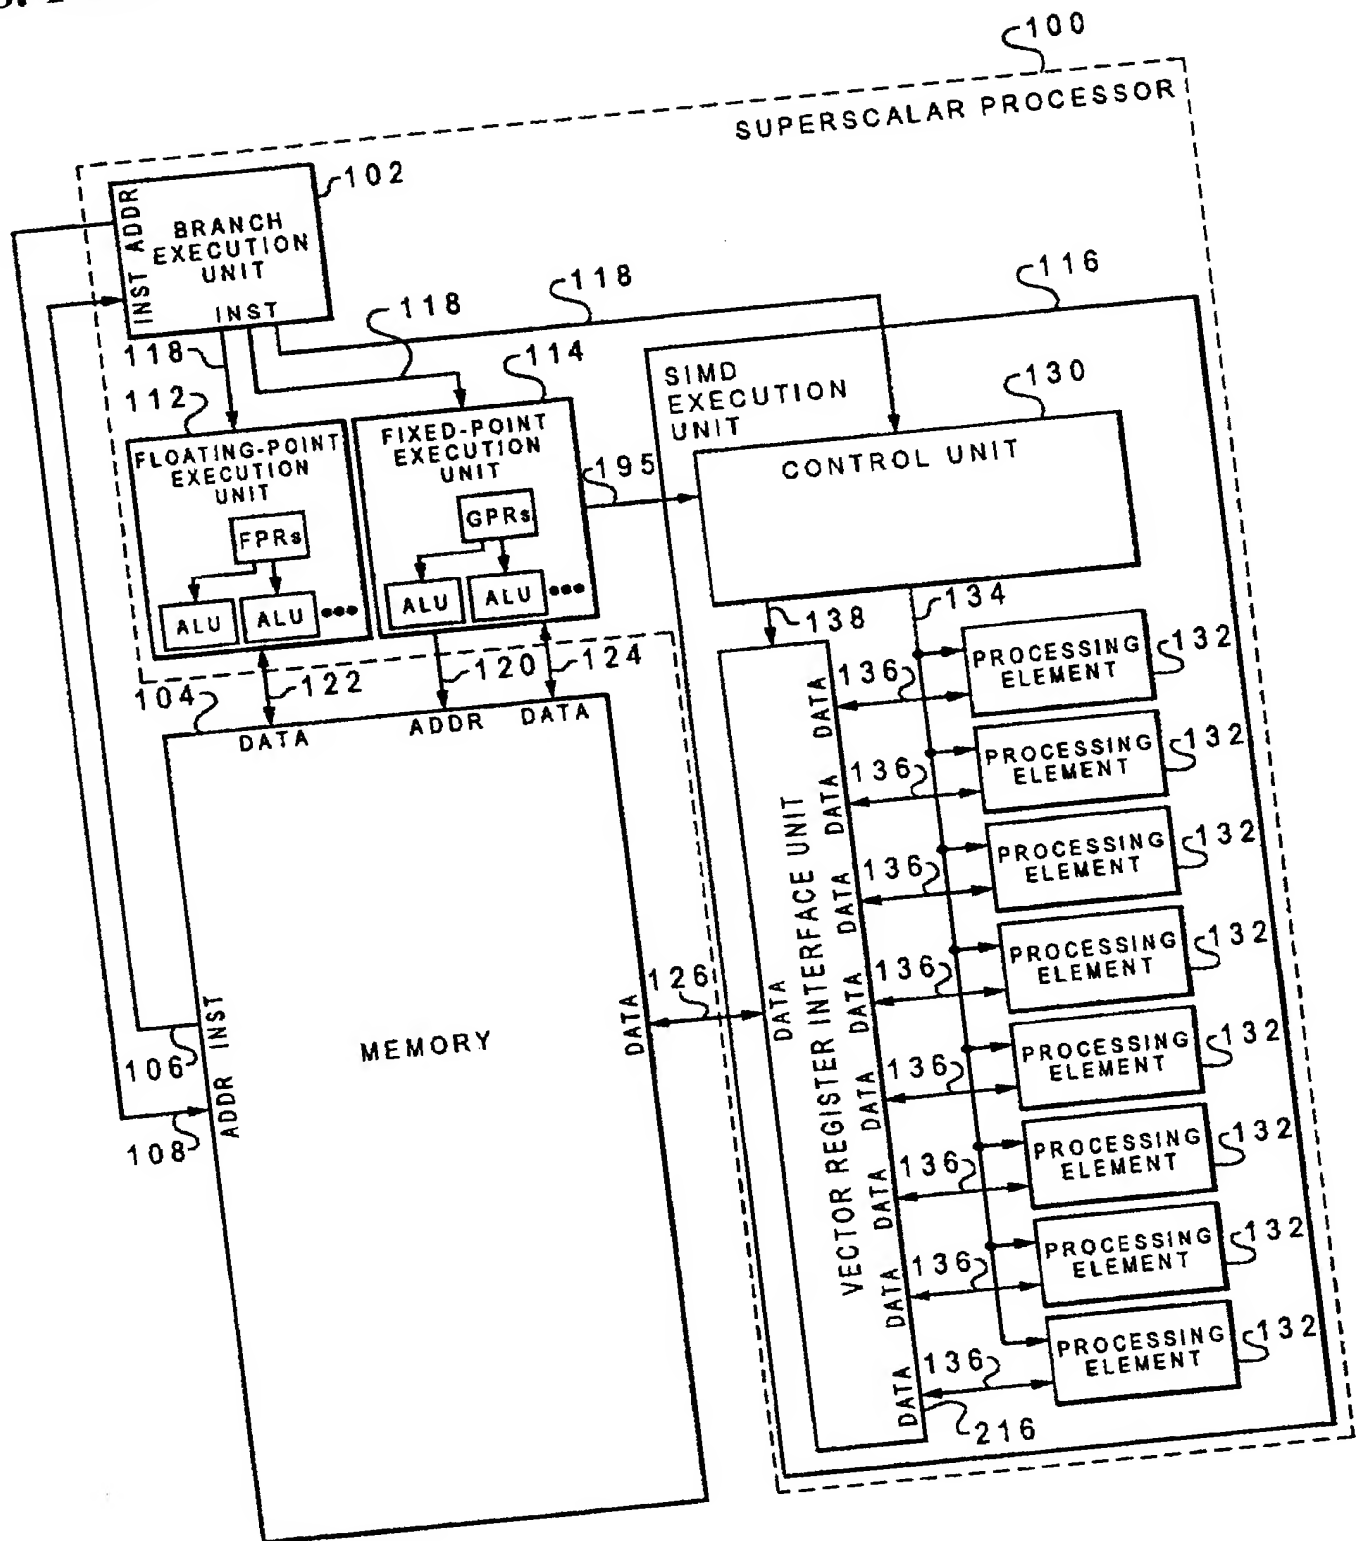 100
SUPERSCALAR PROCESSOR
102
INST ADDR
BRANCH
EXECUTION
UNIT
INST
118
118
118
116
112
114
SIMD
EXECUTION
UNIT
130
CONTROL UNIT
FLOATING-POINT
EXECUTION
UNIT
FPRs
ALU
ALU
•••
FIXED-POINT
EXECUTION
UNIT
GPRs
ALU
ALU
•••
195
138
134
104
122
120
124
DATA
ADDR
DATA
MEMORY
INST
ADDR
106
108
DATA
126
DATA
VECTOR REGISTER INTERFACE UNIT
DATA
136
PROCESSING
ELEMENT
132
DATA
136
PROCESSING
ELEMENT
132
DATA
136
PROCESSING
ELEMENT
132
DATA
136
PROCESSING
ELEMENT
132
DATA
136
PROCESSING
ELEMENT
132
DATA
136
PROCESSING
ELEMENT
132
DATA
136
PROCESSING
ELEMENT
132
DATA
136
PROCESSING
ELEMENT
132
216